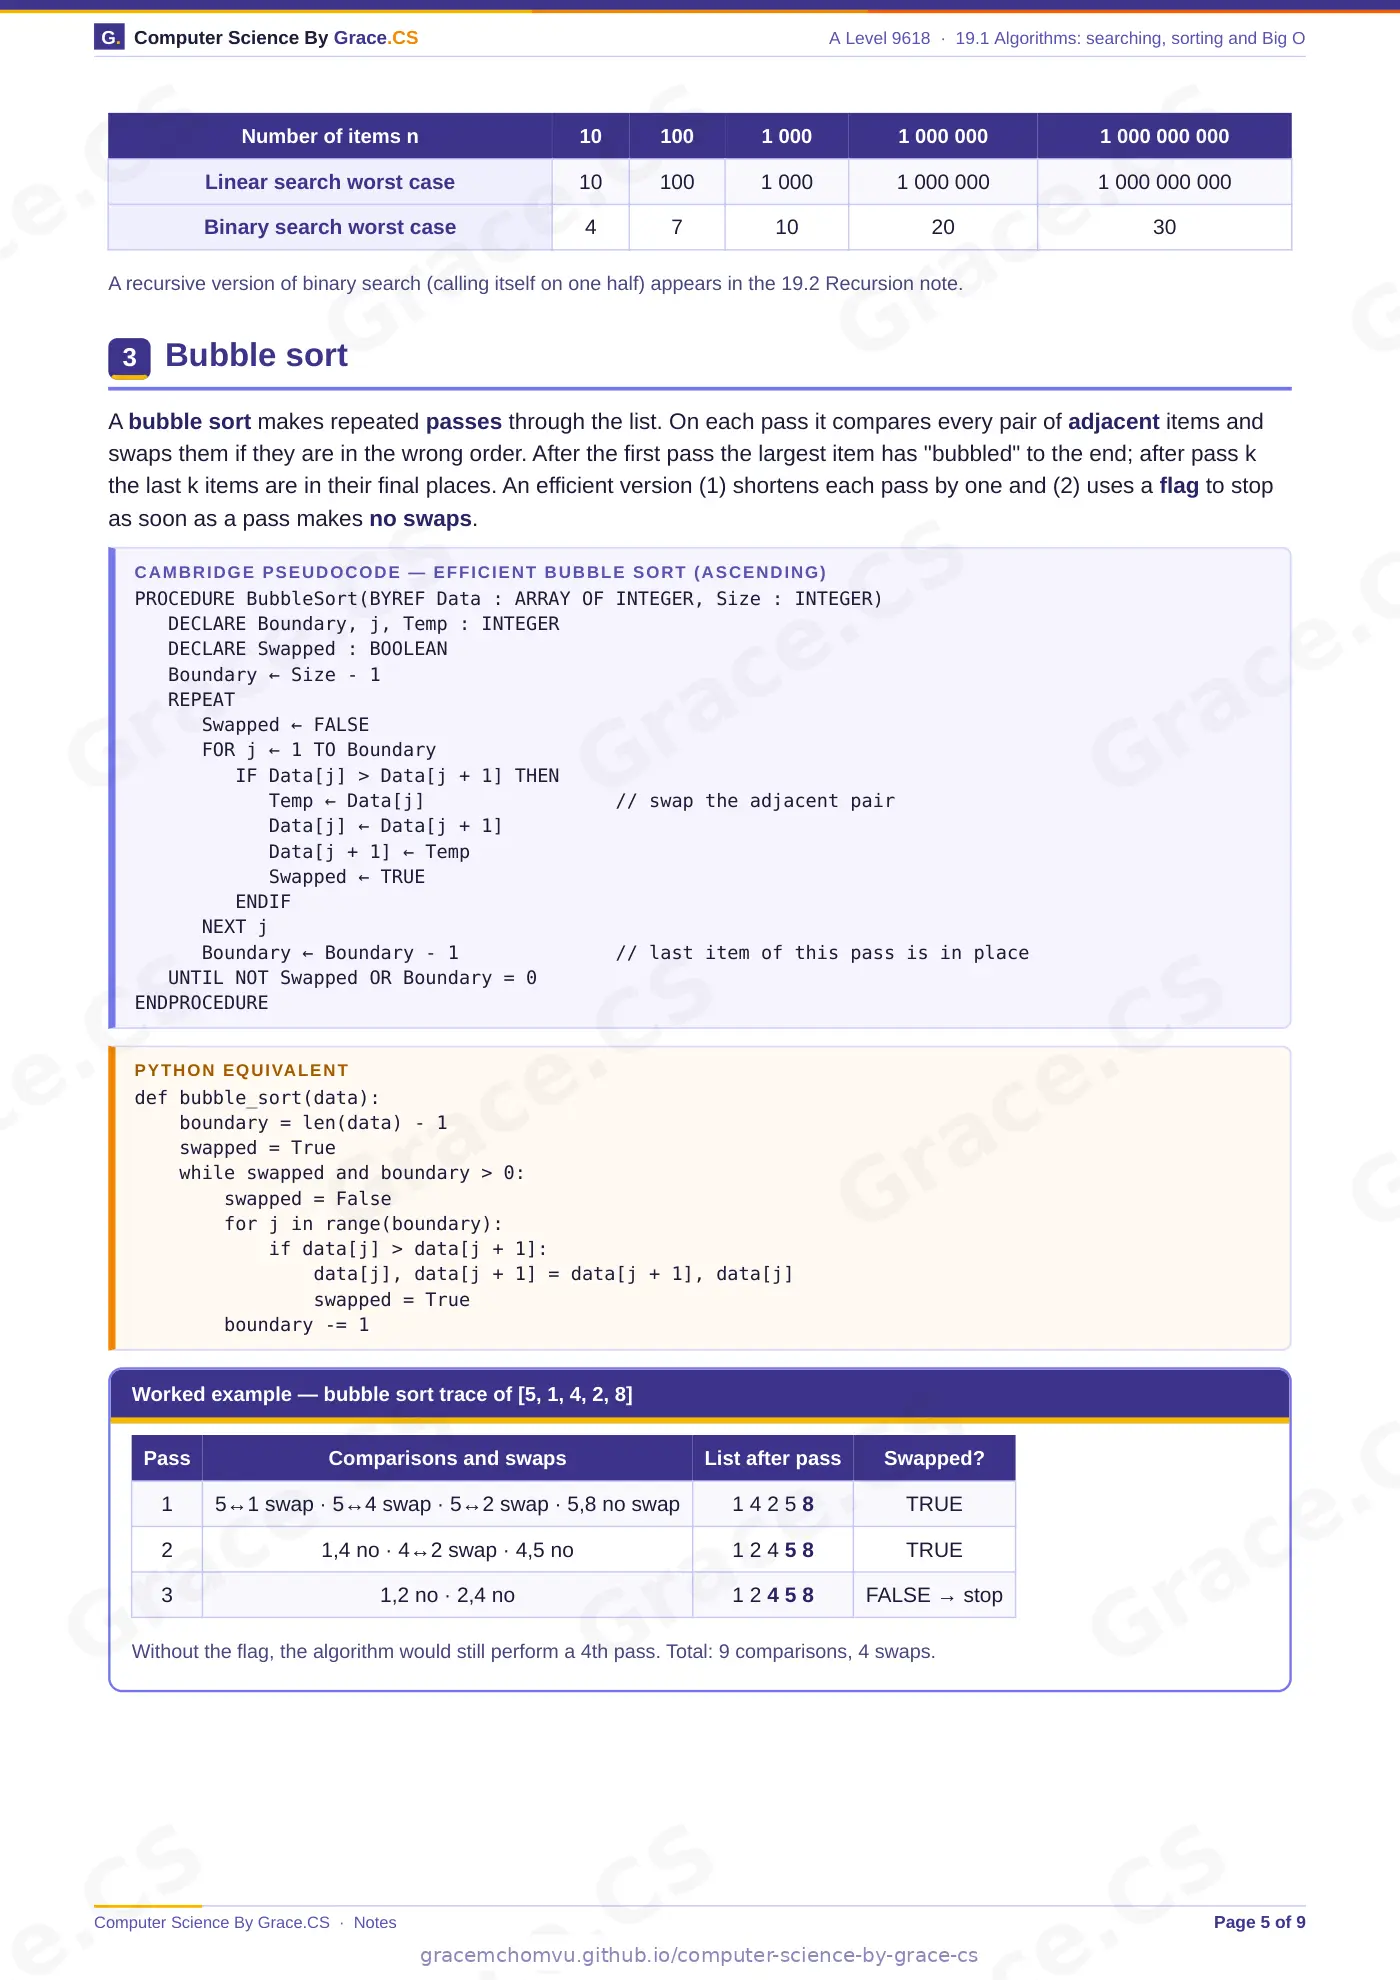 G. Computer Science By Grace.CS
A Level 9618 · 19.1 Algorithms: searching, sorting and Big O
Number of items n 10 100 1 000 1 000 000 1 000 000 000
Linear search worst case 10 100 1 000 1 000 000 1 000 000 000
Binary search worst case 4 7 10 20 30
A recursive version of binary search (calling itself on one half) appears in the 19.2 Recursion note.
3 Bubble sort
A bubble sort makes repeated passes through the list. On each pass it compares every pair of adjacent items and
swaps them if they are in the wrong order. After the first pass the largest item has "bubbled" to the end; after pass k
the last k items are in their final places. An efficient version (1) shortens each pass by one and (2) uses a flag to stop
as soon as a pass makes no swaps.
CAMBRIDGE PSEUDOCODE — EFFICIENT BUBBLE SORT (ASCENDING)
PROCEDURE BubbleSort(BYREF Data : ARRAY OF INTEGER, Size : INTEGER)
   DECLARE Boundary, j, Temp : INTEGER
   DECLARE Swapped : BOOLEAN
   Boundary ← Size - 1
   REPEAT
      Swapped ← FALSE
      FOR j ← 1 TO Boundary
         IF Data[j] > Data[j + 1] THEN
            Temp ← Data[j]                 // swap the adjacent pair
            Data[j] ← Data[j + 1]
            Data[j + 1] ← Temp
            Swapped ← TRUE
         ENDIF
      NEXT j
      Boundary ← Boundary - 1              // last item of this pass is in place
   UNTIL NOT Swapped OR Boundary = 0
ENDPROCEDURE
PYTHON EQUIVALENT
def bubble_sort(data):
    boundary = len(data) - 1
    swapped = True
    while swapped and boundary > 0:
        swapped = False
        for j in range(boundary):
            if data[j] > data[j + 1]:
                data[j], data[j + 1] = data[j + 1], data[j]
                swapped = True
        boundary -= 1
Worked example — bubble sort trace of [5, 1, 4, 2, 8]
Pass Comparisons and swaps List after pass Swapped?
1 5↔1 swap · 5↔4 swap · 5↔2 swap · 5,8 no swap 1 4 2 5 8 TRUE
2 1,4 no · 4↔2 swap · 4,5 no 1 2 4 5 8 TRUE
3 1,2 no · 2,4 no 1 2 4 5 8 FALSE → stop
Without the flag, the algorithm would still perform a 4th pass. Total: 9 comparisons, 4 swaps.
Computer Science By Grace.CS · Notes
Page 5 of 9
gracemchomvu.github.io/computer-science-by-grace-cs